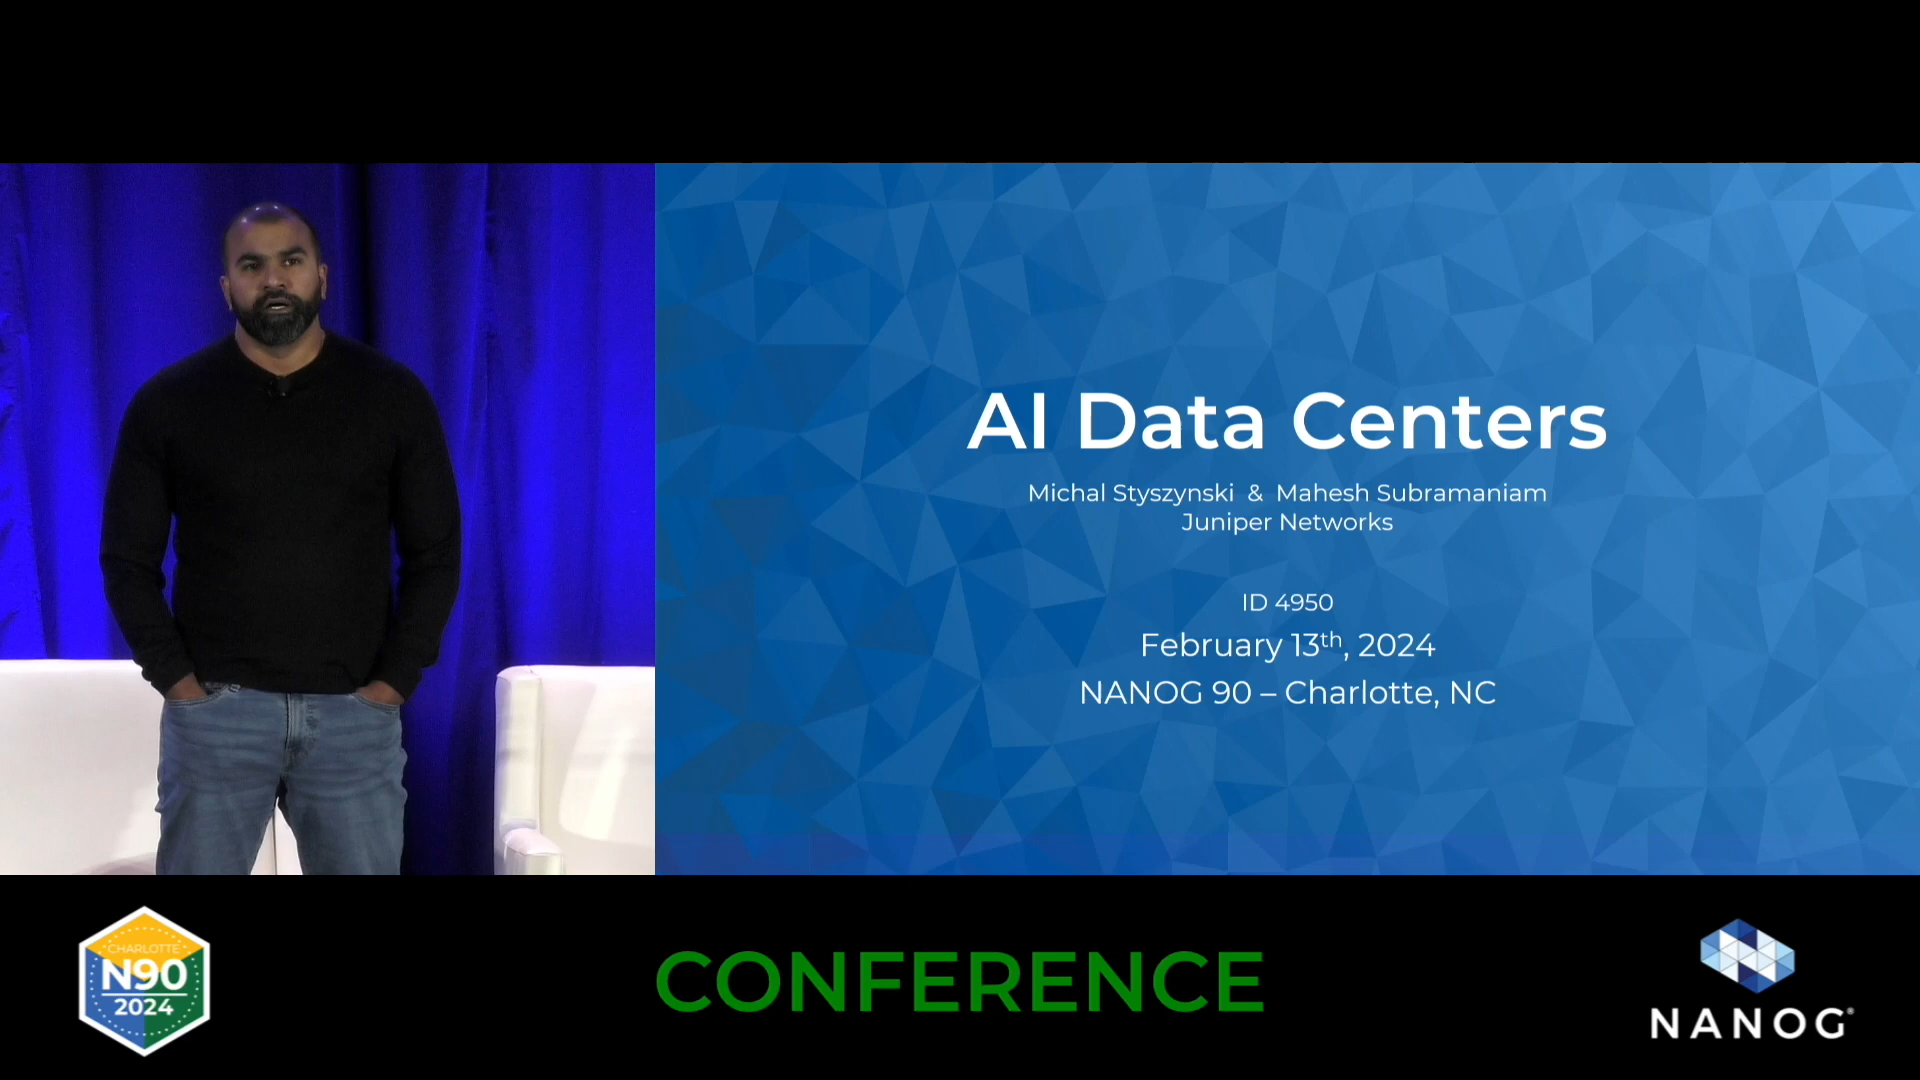 AI Data Centers
Michal Styszynski & Mahesh Subramaniam
Juniper Networks
ID 4950
February 13th, 2024
NANOG 90 – Charlotte, NC
CHARLOTTE
N90
2024
CONFERENCE
NANOG®